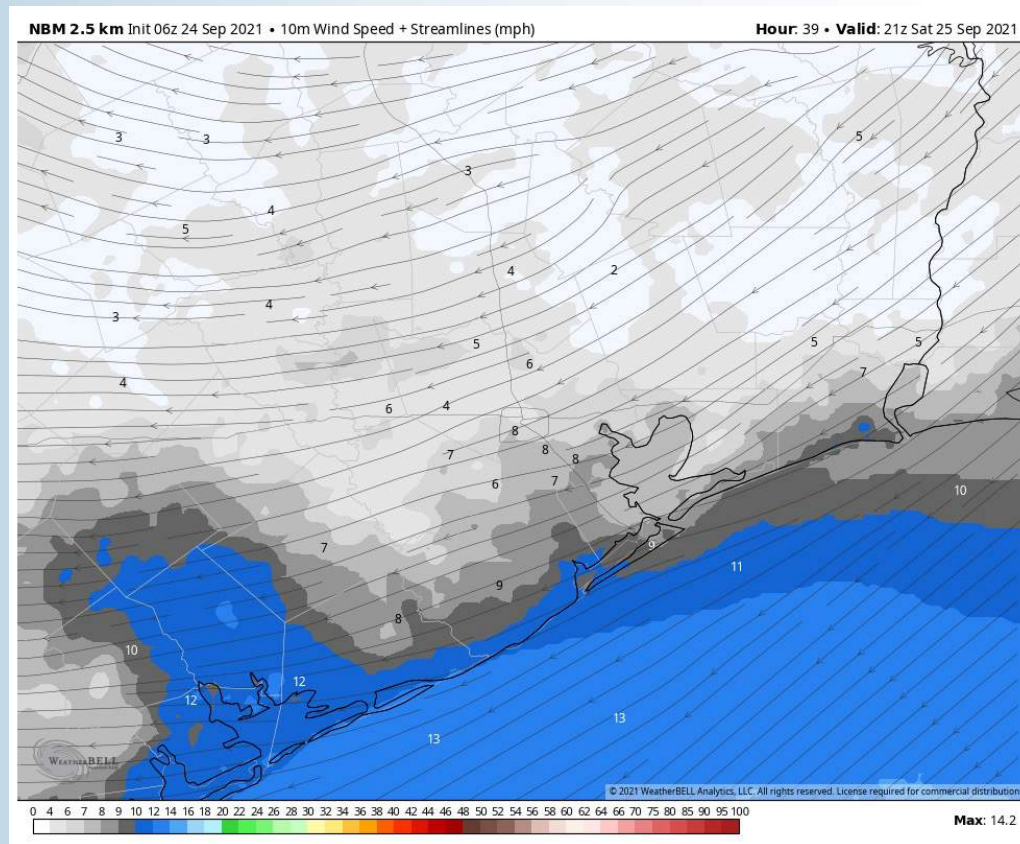 NBM 2.5 km Init 06z 24 Sep 2021 • 10m Wind Speed + Streamlines (mph) Hour: 39 • Valid: 21z Sat 25 Sep 2021
3 3 5
3
4
5
4 2
4
3
5 5 5
6
7
4
6 4
8
7 8 8
6 7
10
7 9
11
9
8
10
12
12
13
13
WEATHERBELL
© 2021 WeatherBELL Analytics, LLC. All rights reserved. License required for commercial distribution
0 4 6 7 8 9 10 12 14 16 18 20 22 24 26 28 30 32 34 36 38 40 42 44 46 48 50 52 54 56 58 60 62 64 66 70 75 80 85 90 95 100
Max: 14.2